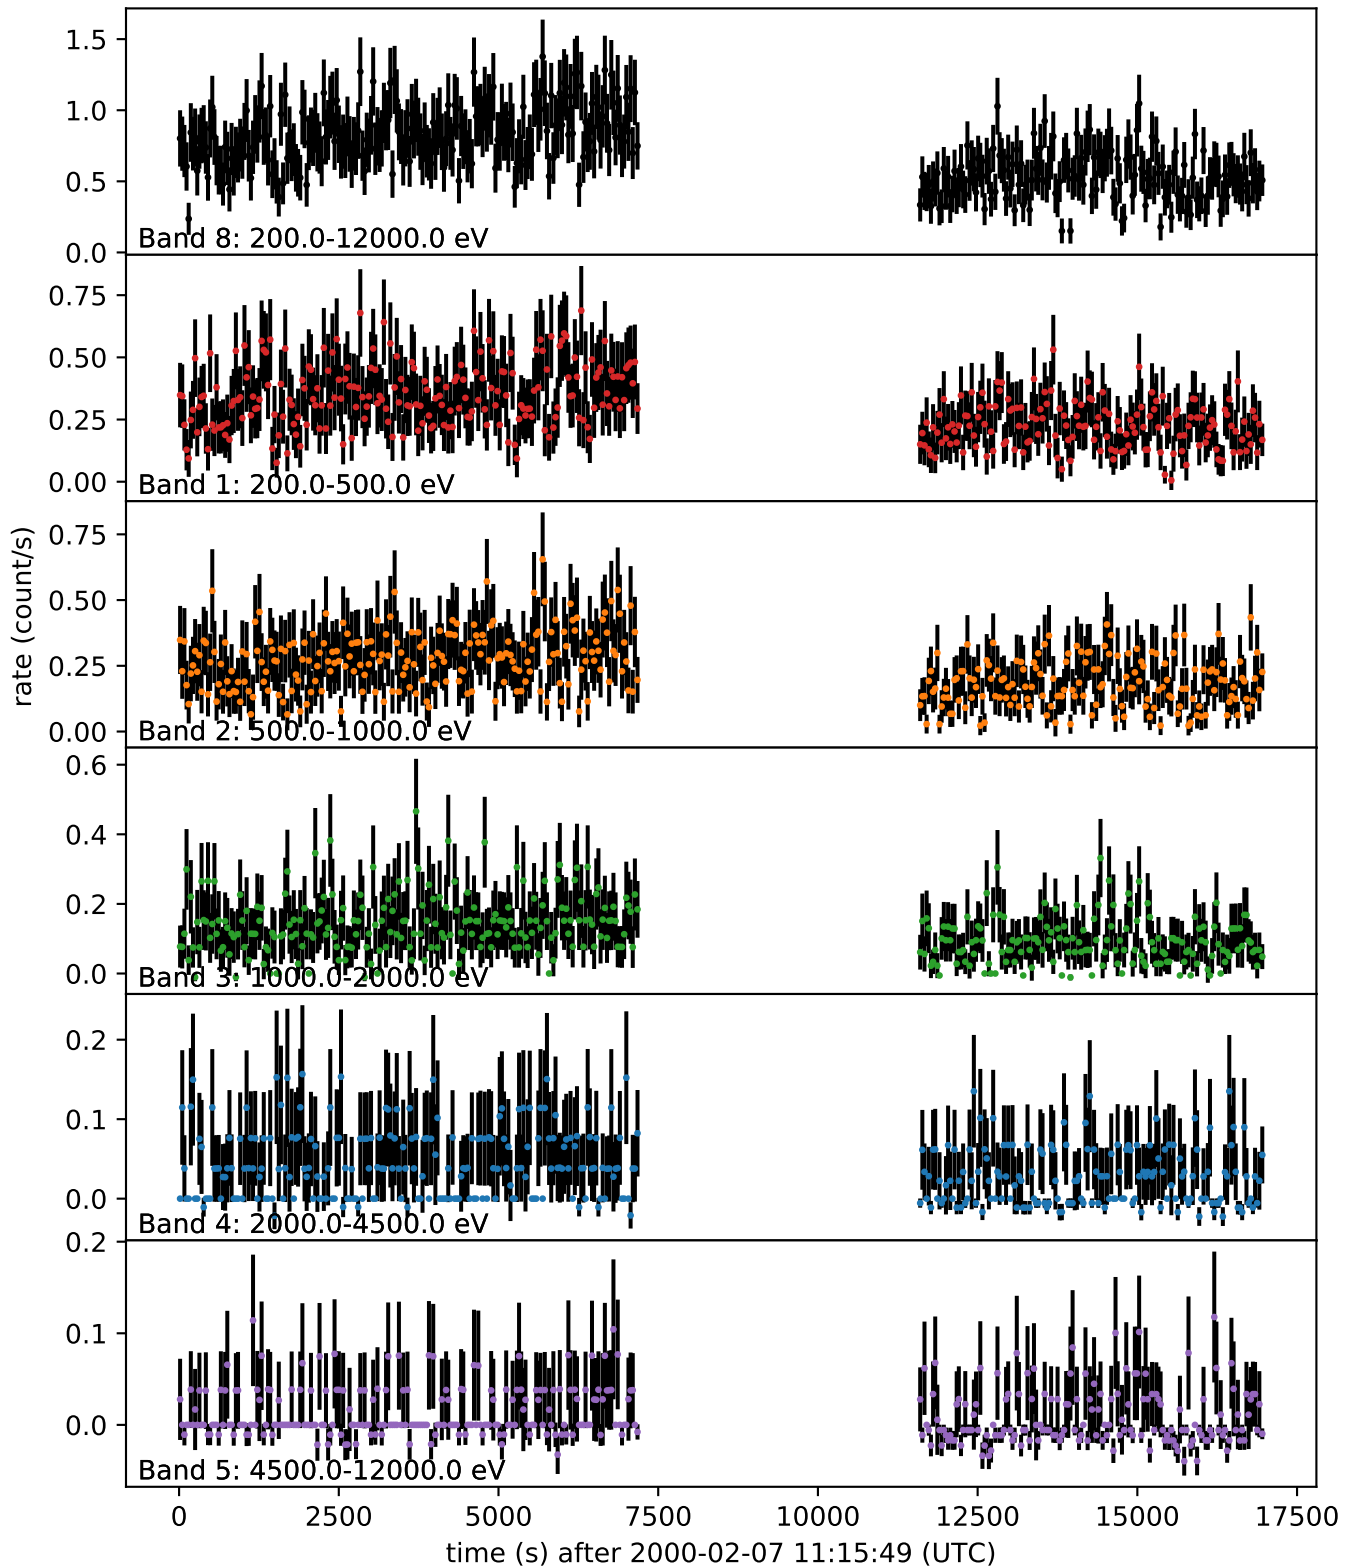 1.5
1.0
0.5
0.0
Band 8: 200.0-12000.0 eV
0.75
0.50
0.25
0.00
Band 1: 200.0-500.0 eV
rate (count/s)
0.75
0.50
0.25
0.00
Band 2: 500.0-1000.0 eV
0.6
0.4
0.2
0.0
Band 3: 1000.0-2000.0 eV
0.2
0.1
0.0
Band 4: 2000.0-4500.0 eV
0.2
0.1
0.0
Band 5: 4500.0-12000.0 eV
0 2500 5000 7500 10000 12500 15000 17500
time (s) after 2000-02-07 11:15:49 (UTC)